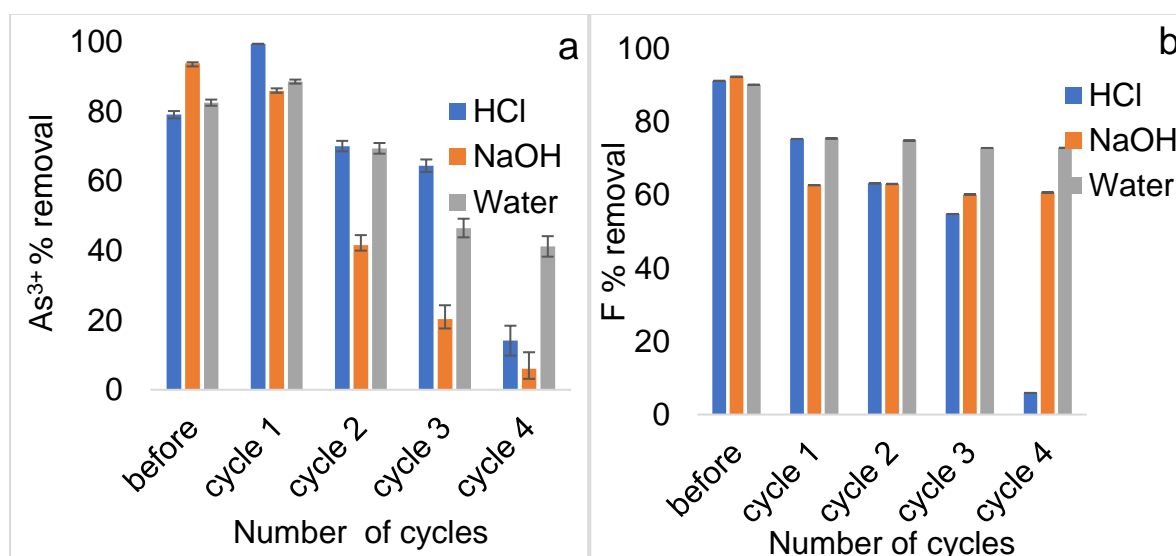 a
As³⁺ % removal
100
80
60
40
20
0
HCl
NaOH
Water
before
cycle 1
cycle 2
cycle 3
cycle 4
Number of cycles
b
F % removal
100
80
60
40
20
0
HCl
NaOH
Water
before
cycle 1
cycle 2
cycle 3
cycle 4
Number of cycles